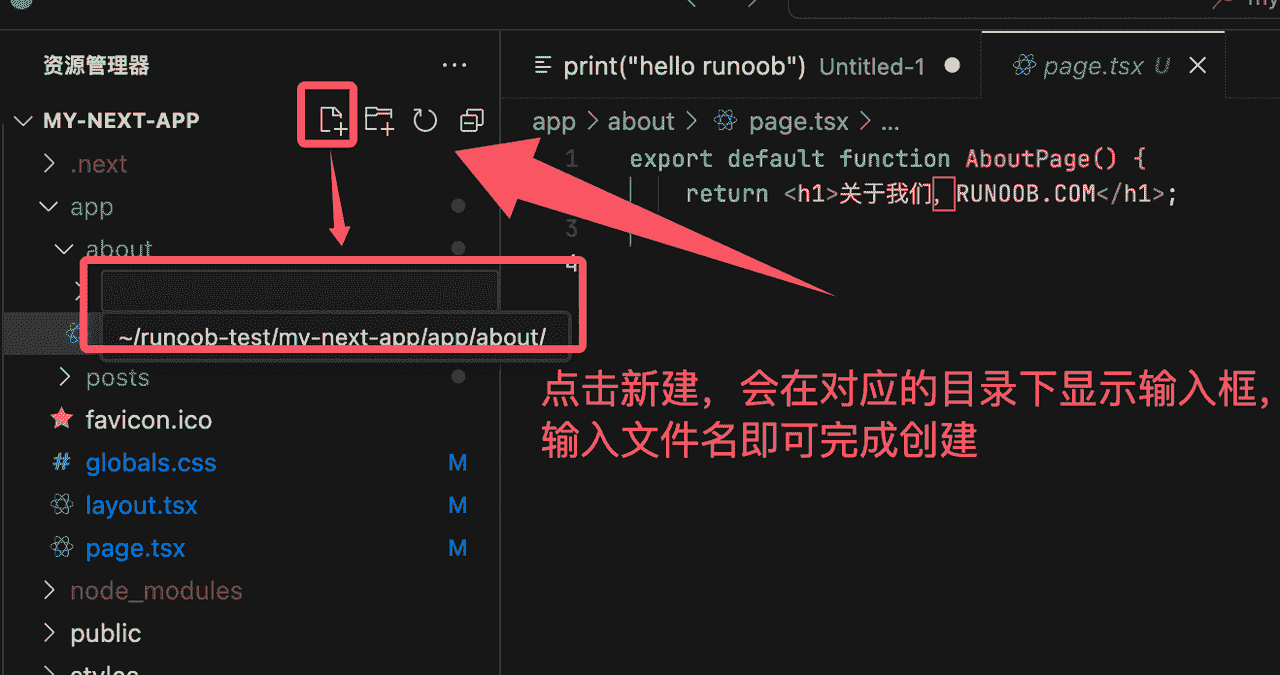 my
资源管理器
print("hello runoob") Untitled-1
page.tsx U
MY-NEXT-APP
app > about > page.tsx > ...
.next
1 export default function AboutPage() {
app
return <h1>关于我们，RUNOOB.COM</h1>;
3
about
4
~/runoob-test/my-next-app/app/about/
posts
点击新建，会在对应的目录下显示输入框，
输入文件名即可完成创建
favicon.ico
globals.css M
layout.tsx M
page.tsx M
node_modules
public
styles